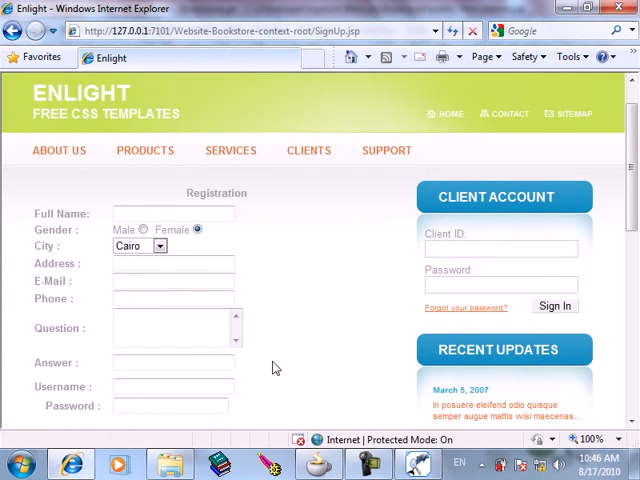 Enlight - Windows Internet Explorer
http://127.0.0.1:7101/Website-Bookstore-context-root/SignUp.jsp
Google
Favorites
Enlight
Page
Safety
Tools
ENLIGHT
FREE CSS TEMPLATES
HOME
CONTACT
SITEMAP
ABOUT US
PRODUCTS
SERVICES
CLIENTS
SUPPORT
Registration
Full Name:
Gender :
Male
Female
City :
Cairo
Address :
E-Mail :
Phone :
Question :
Answer :
Username :
Password :
CLIENT ACCOUNT
Client ID:
Password:
Forgot your password?
Sign In
RECENT UPDATES
March 5, 2007
In posuere eleifend odio quisque
semper augue mattis wisi maecenas...
Internet | Protected Mode: On
100%
EN
10:46 AM
8/17/2010